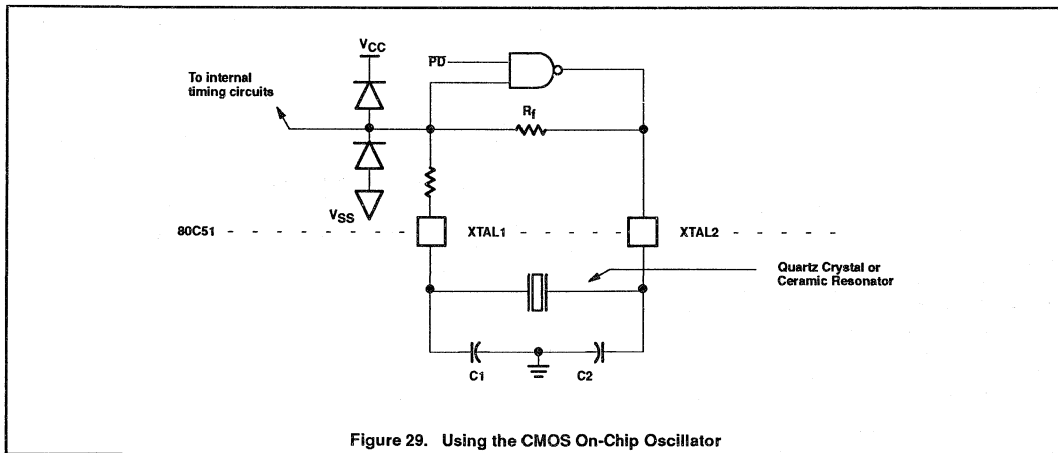 VCC
PD
To internal
timing circuits
Rf
VSS
80C51 - - - - - - - - - XTAL1 - - - - - XTAL2 - - - - -
Quartz Crystal or
Ceramic Resonator
C1 C2
Figure 29. Using the CMOS On-Chip Oscillator